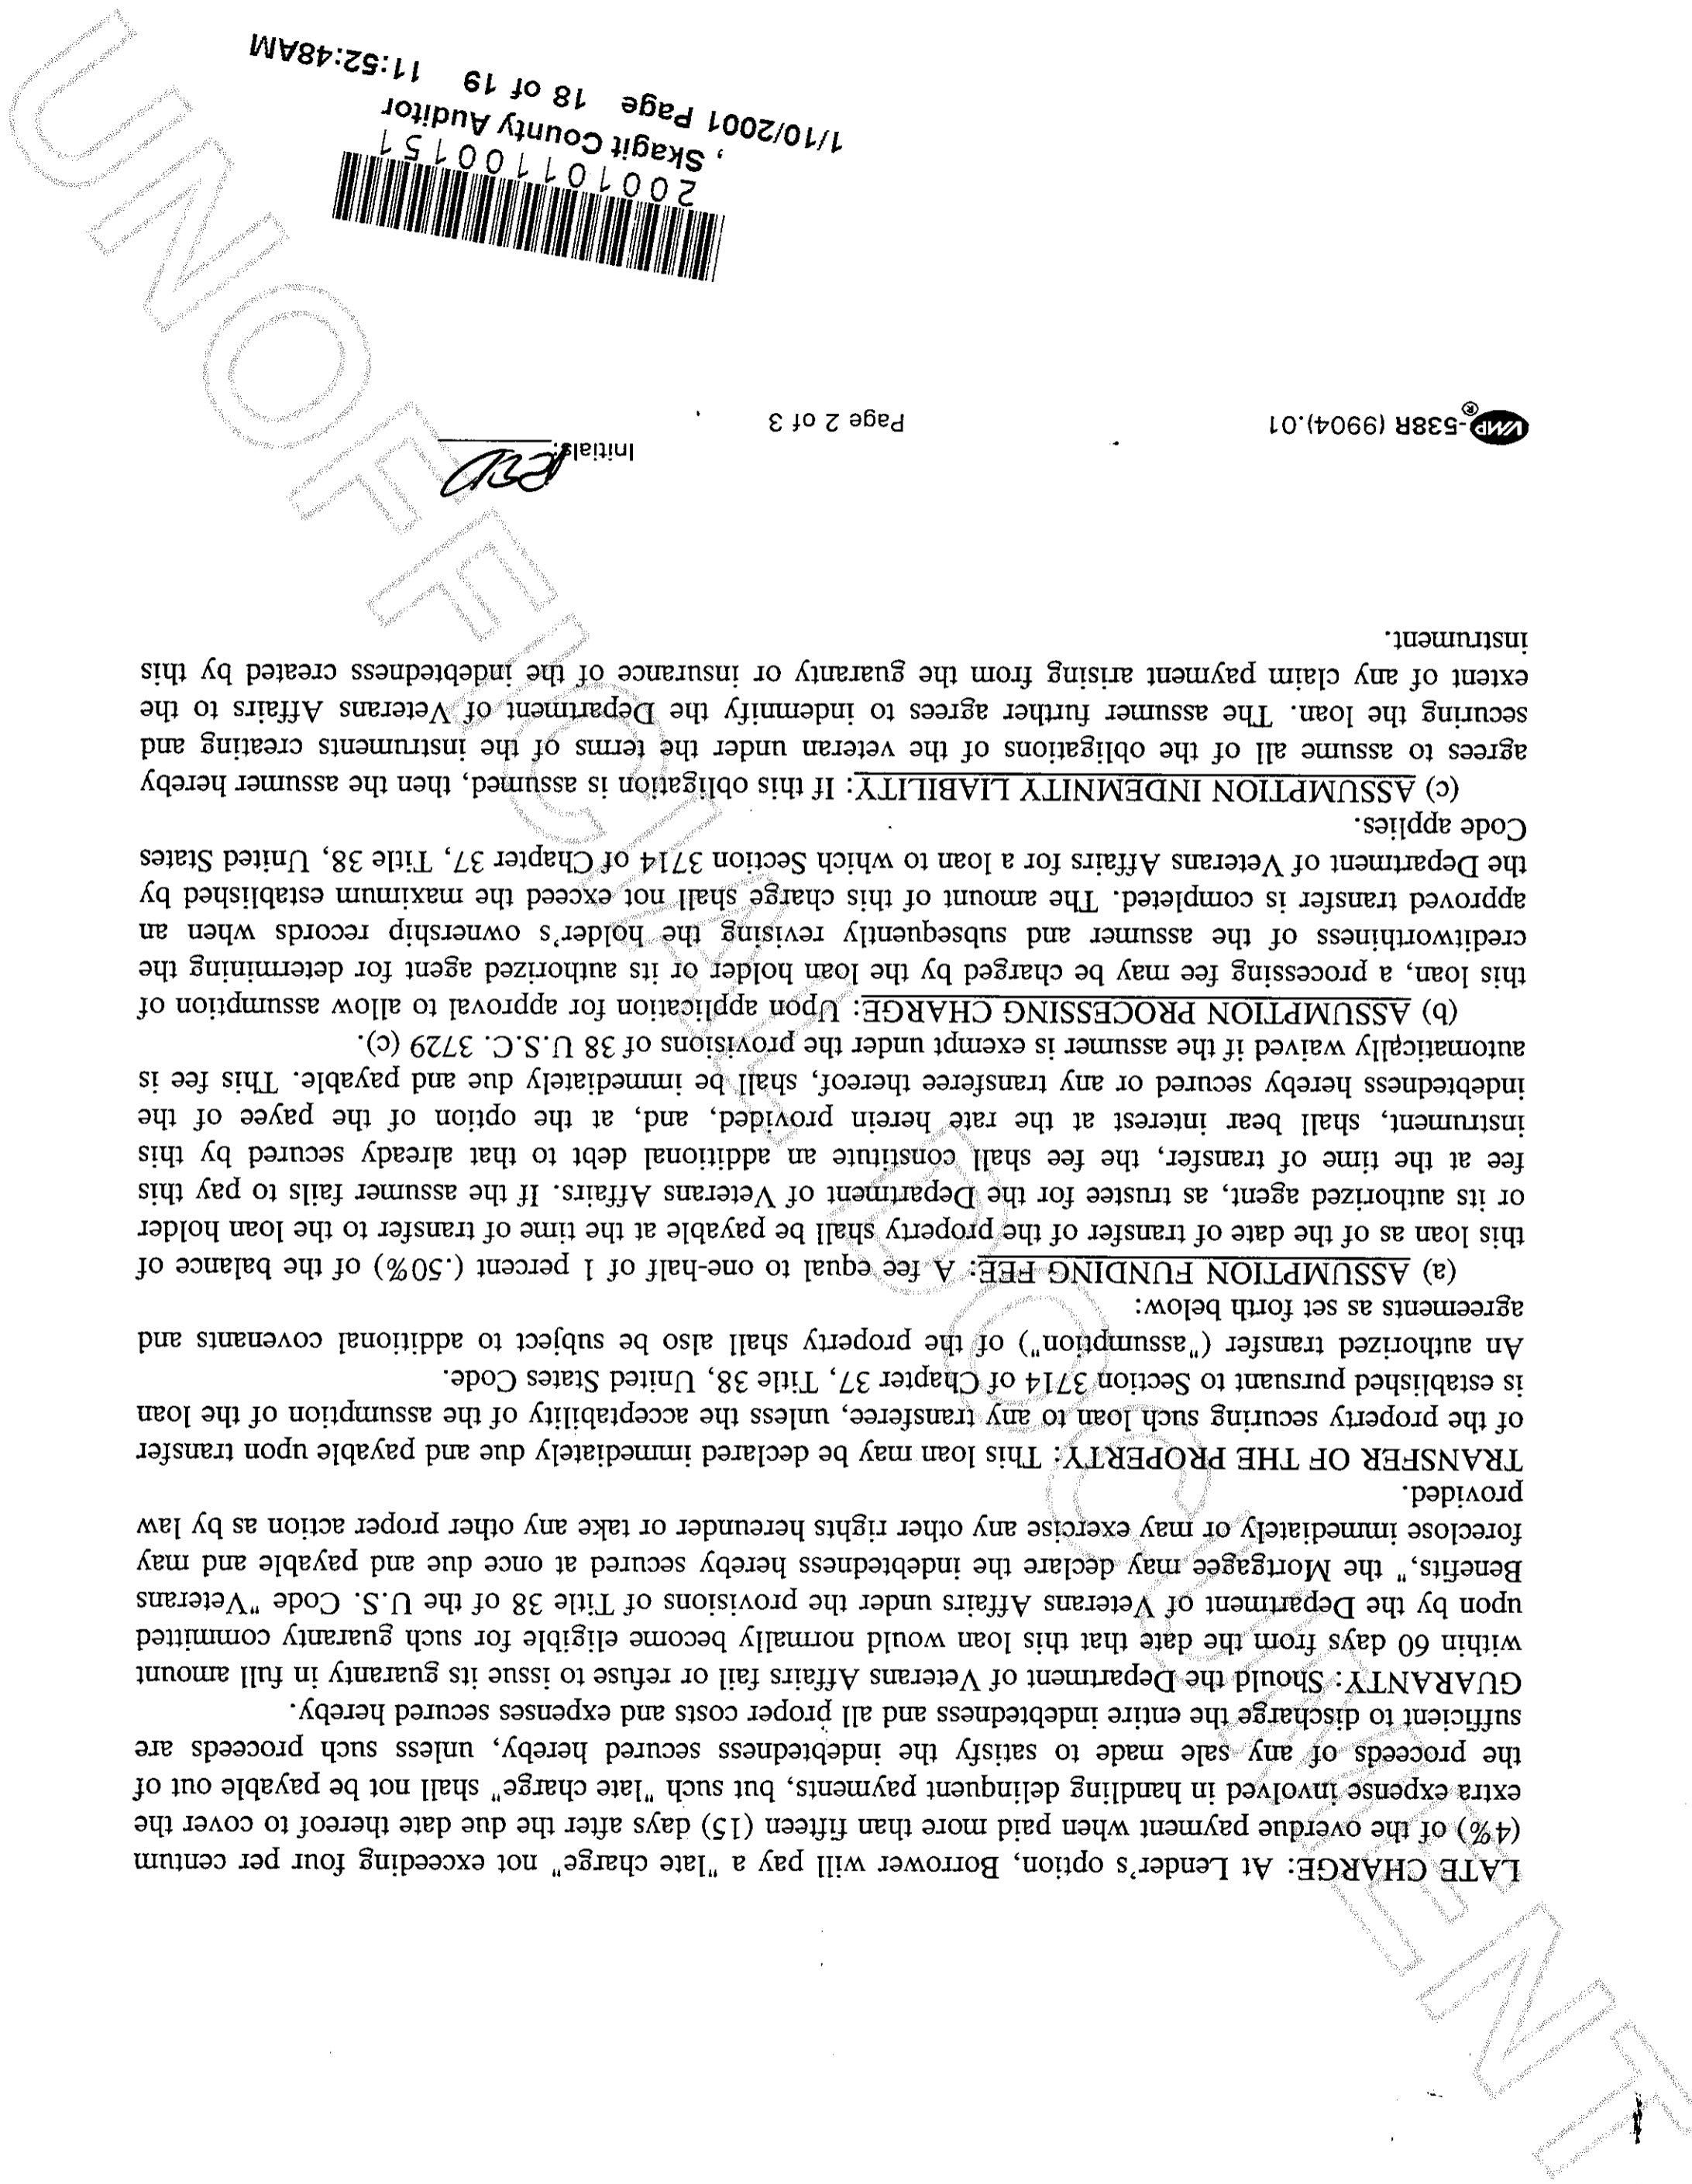 LATE CHARGE: At Lender's option, Borrower will pay a "late charge" not exceeding four per centum
(4%) of the overdue payment when paid more than fifteen (15) days after the due date thereof to cover the
extra expense involved in handling delinquent payments, but such "late charge" shall not be payable out of
the proceeds of any sale made to satisfy the indebtedness secured hereby, unless such proceeds are
sufficient to discharge the entire indebtedness and all proper costs and expenses secured hereby.
GUARANTY: Should the Department of Veterans Affairs fail or refuse to issue its guaranty in full amount
within 60 days from the date that this loan would normally become eligible for such guaranty committed
upon by the Department of Veterans Affairs under the provisions of Title 38 of the U.S. Code "Veterans
Benefits," the Mortgagee may declare the indebtedness hereby secured at once due and payable and may
foreclose immediately or may exercise any other rights hereunder or take any other proper action as by law
provided.
TRANSFER OF THE PROPERTY: This loan may be declared immediately due and payable upon transfer
of the property securing such loan to any transferee, unless the acceptability of the assumption of the loan
is established pursuant to Section 3714 of Chapter 37, Title 38, United States Code.
An authorized transfer ("assumption") of the property shall also be subject to additional covenants and
agreements as set forth below:
(a) ASSUMPTION FUNDING FEE: A fee equal to one-half of 1 percent (.50%) of the balance of
this loan as of the date of transfer of the property shall be payable at the time of transfer to the loan holder
or its authorized agent, as trustee for the Department of Veterans Affairs. If the assumer fails to pay this
fee at the time of transfer, the fee shall constitute an additional debt to that already secured by this
instrument, shall bear interest at the rate herein provided, and, at the option of the payee of the
indebtedness hereby secured or any transferee thereof, shall be immediately due and payable. This fee is
automatically waived if the assumer is exempt under the provisions of 38 U.S.C. 3729 (c).
(b) ASSUMPTION PROCESSING CHARGE: Upon application for approval to allow assumption of
this loan, a processing fee may be charged by the loan holder or its authorized agent for determining the
creditworthiness of the assumer and subsequently revising the holder's ownership records when an
approved transfer is completed. The amount of this charge shall not exceed the maximum established by
the Department of Veterans Affairs for a loan to which Section 3714 of Chapter 37, Title 38, United States
Code applies.
(c) ASSUMPTION INDEMNITY LIABILITY: If this obligation is assumed, then the assumer hereby
agrees to assume all of the obligations of the veteran under the terms of the instruments creating and
securing the loan. The assumer further agrees to indemnify the Department of Veterans Affairs to the
extent of any claim payment arising from the guaranty or insurance of the indebtedness created by this
instrument.
Initials:
VMP®-538R (9904).01 Page 2 of 3
200101100151
, Skagit County Auditor
1/10/2001 Page 18 of 19 11:52:48AM
UNOFFICIAL DOCUMENT